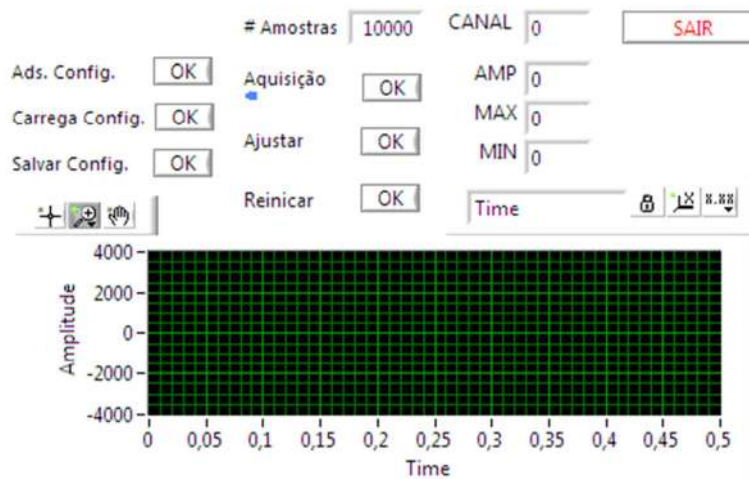 # Amostras 10000 CANAL 0 SAIR
Ads. Config. OK Aquisição OK AMP 0
Carrega Config. OK MAX 0
Ajustar OK
Salvar Config. OK MIN 0
Reinicar OK Time X X.XX
4000
2000
0
-2000
-4000
Amplitude
0 0,05 0,1 0,15 0,2 0,25 0,3 0,35 0,4 0,45 0,5
Time